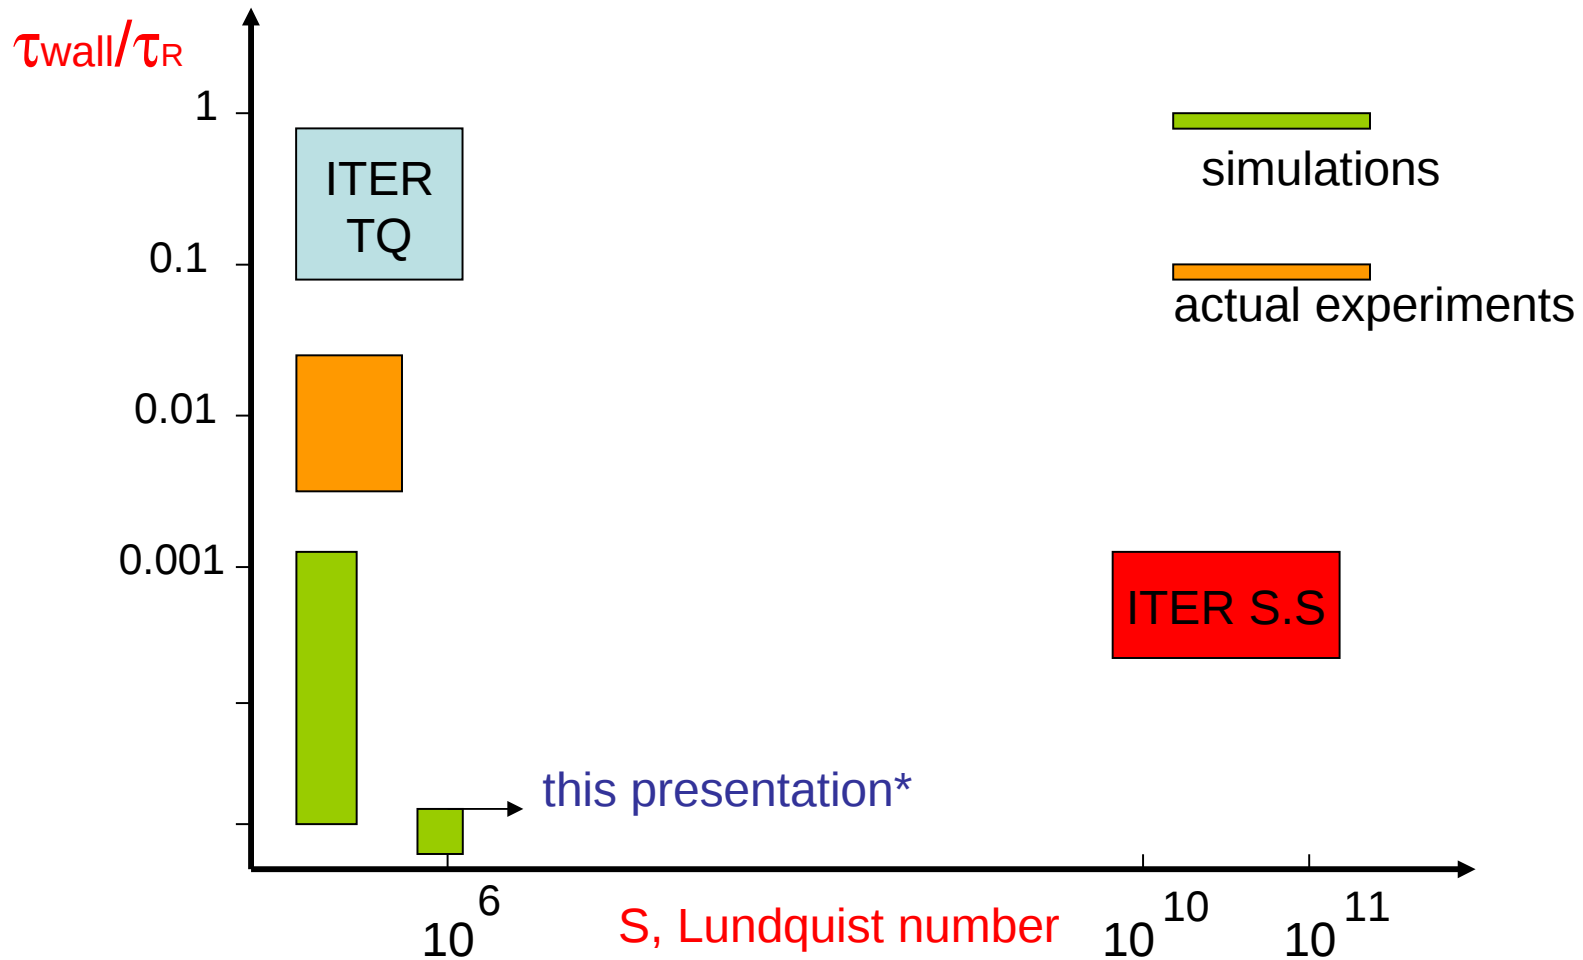 τwall/τR
1
ITER
TQ
simulations
0.1
actual experiments
0.01
0.001
ITER S.S
this presentation*
10^6
S, Lundquist number
10^10
10^11